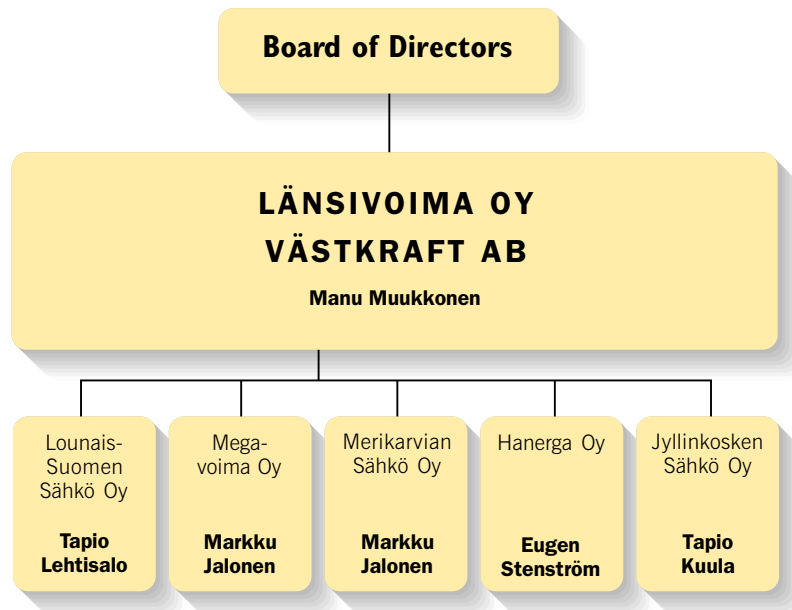 Board of Directors
LÄNSIVOIMA OY
VÄSTKRAFT AB
Manu Muukkonen
Lounais-
Suomen
Sähkö Oy
Tapio
Lehtisalo
Mega-
voima Oy
Markku
Jalonen
Merikarvian
Sähkö Oy
Markku
Jalonen
Hanerga Oy
Eugen
Stenström
Jyllinkosken
Sähkö Oy
Tapio
Kuula